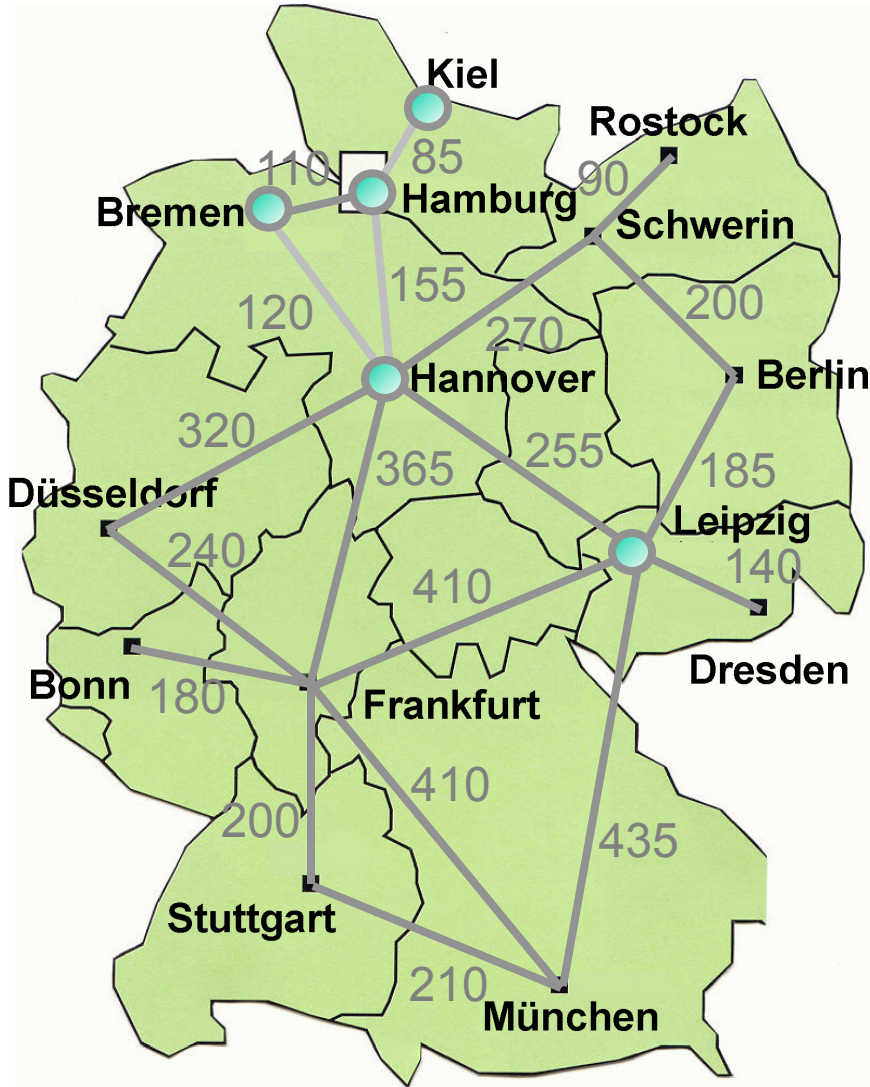 Kiel
Rostock
110
85
90
Bremen
Hamburg
Schwerin
155
200
120
270
Hannover
Berlin
320
255
365
185
Düsseldorf
Leipzig
240
140
410
Dresden
Bonn
180
Frankfurt
410
200
435
Stuttgart
210
München